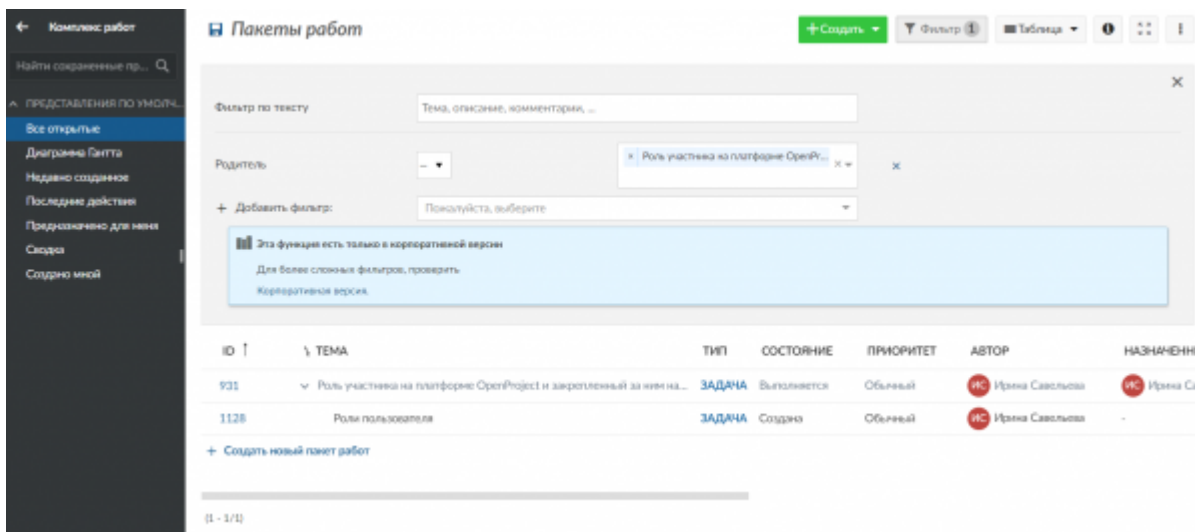 Комплекс работ
Пакеты работ
Создать
Фильтр 1
Таблица
Найти сохраненные пр...
ПРЕДСТАВЛЕНИЯ ПО УМОЛЧ...
Все открытые
Диаграмма Гантта
Недавно созданное
Последние действия
Предназначено для меня
Сводка
Создано мной
Фильтр по тексту
Тема, описание, комментарии, ...
Родитель
Роль участника на платформе OpenPr...
+ Добавить фильтр:
Пожалуйста, выберите
Эта функция есть только в корпоративной версии
Для более сложных фильтров, проверить
Корпоративная версия.
ID ТЕМА ТИП СОСТОЯНИЕ ПРИОРИТЕТ АВТОР НАЗНАЧЕНН
931 Роль участника на платформе OpenProject и закрепленный за ним на... ЗАДАЧА Выполняется Обычный ИС Ирина Савельева ИС Ирина Са
1128 Роли пользователя ЗАДАЧА Создана Обычный ИС Ирина Савельева -
+ Создать новый пакет работ
(1 - 1/1)